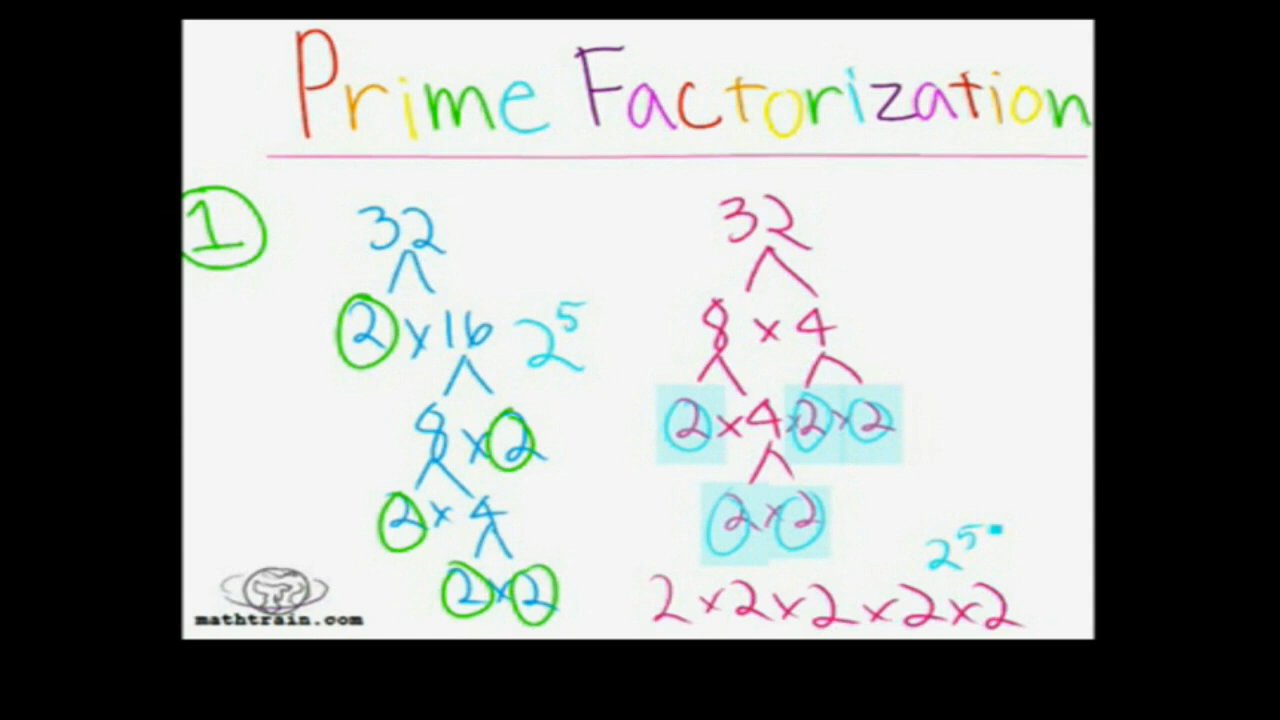 Prime Factorization
1
32
2 x 16
2^5
8 x 2
2 x 4
2 x 2
32
8 x 4
2 x 4 x 2 x 2
2 x 2
2^5
2 x 2 x 2 x 2 x 2
mathtrain.com